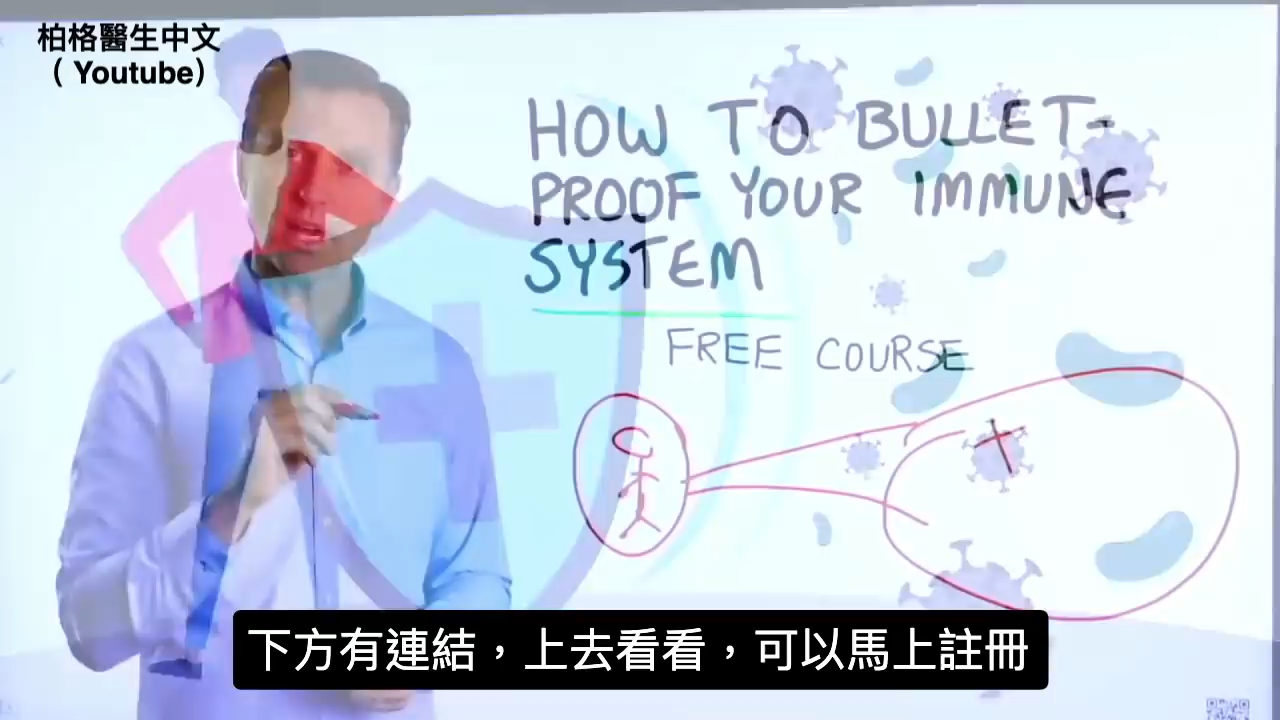 柏格醫生中文
（ Youtube）
HOW TO BULLET-
PROOF YOUR IMMUNE
SYSTEM
FREE COURSE
下方有連結，上去看看，可以馬上註冊